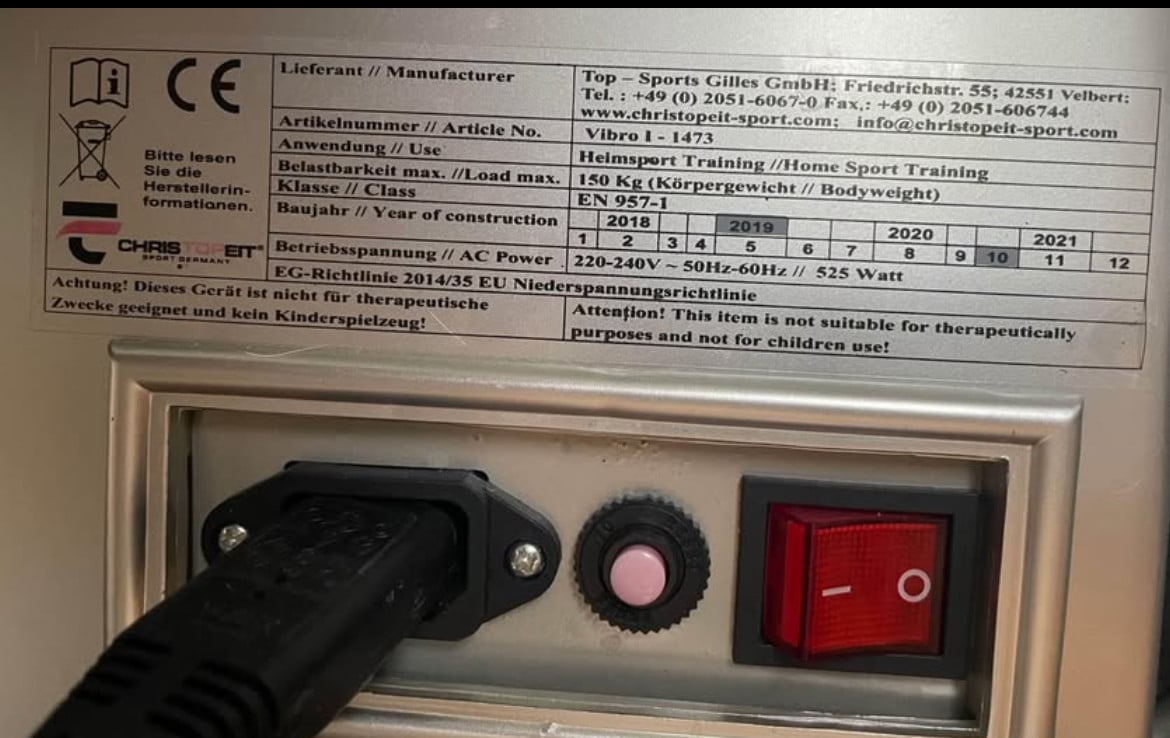 i
CE
Bitte lesen
Sie die
Herstellerin-
formationen.
CHRISTOPEIT®
SPORT GERMANY
Lieferant // Manufacturer
Top – Sports Gilles GmbH; Friedrichstr. 55; 42551 Velbert;
Tel. : +49 (0) 2051-6067-0 Fax.: +49 (0) 2051-606744
www.christopeit-sport.com; info@christopeit-sport.com
Artikelnummer // Article No.
Vibro I - 1473
Anwendung // Use
Heimsport Training //Home Sport Training
Belastbarkeit max. //Load max.
150 Kg (Körpergewicht // Bodyweight)
Klasse // Class
EN 957-1
Baujahr // Year of construction
2018 2019 2020 2021
1 2 3 4 5 6 7 8 9 10 11 12
Betriebsspannung // AC Power
220-240V ~ 50Hz-60Hz // 525 Watt
EG-Richtlinie 2014/35 EU Niederspannungsrichtlinie
Achtung! Dieses Gerät ist nicht für therapeutische
Zwecke geeignet und kein Kinderspielzeug!
Attention! This item is not suitable for therapeutically
purposes and not for children use!
I O